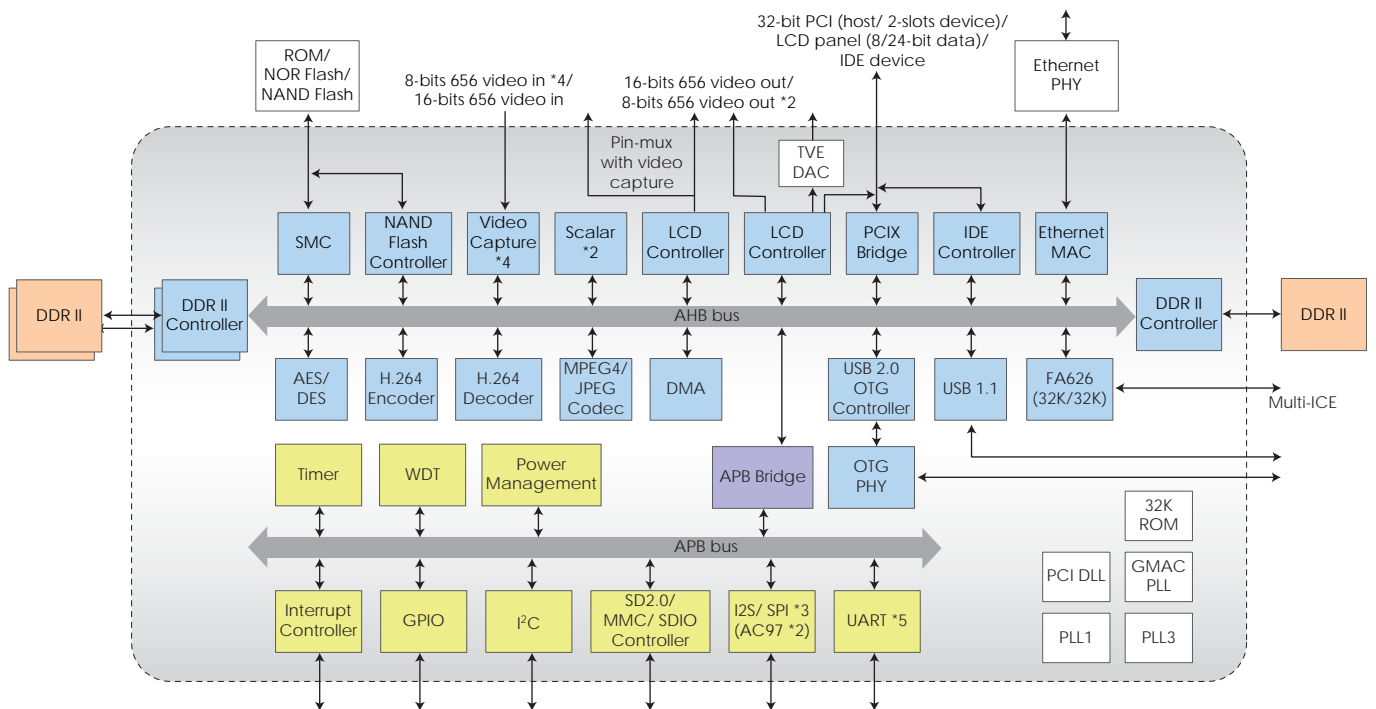 32-bit PCI (host/ 2-slots device)/
LCD panel (8/24-bit data)/
IDE device
ROM/
NOR Flash/
NAND Flash
8-bits 656 video in *4/
16-bits 656 video in
16-bits 656 video out/
8-bits 656 video out *2
Ethernet
PHY
Pin-mux
with video
capture
TVE
DAC
SMC
NAND
Flash
Controller
Video
Capture
*4
Scalar
*2
LCD
Controller
LCD
Controller
PCIX
Bridge
IDE
Controller
Ethernet
MAC
DDR II
DDR II
Controller
AHB bus
DDR II
Controller
DDR II
AES/
DES
H.264
Encoder
H.264
Decoder
MPEG4/
JPEG
Codec
DMA
USB 2.0
OTG
Controller
USB 1.1
FA626
(32K/32K)
Multi-ICE
Timer
WDT
Power
Management
APB Bridge
OTG
PHY
32K
ROM
APB bus
PCI DLL
GMAC
PLL
Interrupt
Controller
GPIO
I²C
SD2.0/
MMC/ SDIO
Controller
I2S/ SPI *3
(AC97 *2)
UART *5
PLL1
PLL3